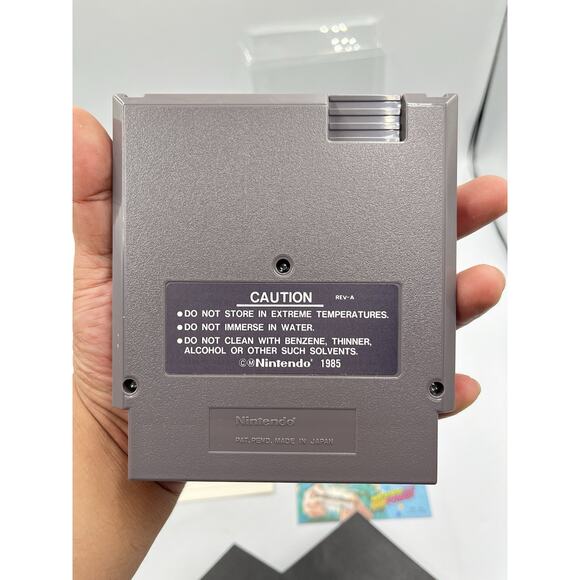 CAUTION REV-A
●DO NOT STORE IN EXTREME TEMPERATURES.
●DO NOT IMMERSE IN WATER.
●DO NOT CLEAN WITH BENZENE, THINNER,
ALCOHOL OR OTHER SUCH SOLVENTS.
©ⓂNintendo® 1985
Nintendo®
PAT. PEND. MADE IN JAPAN